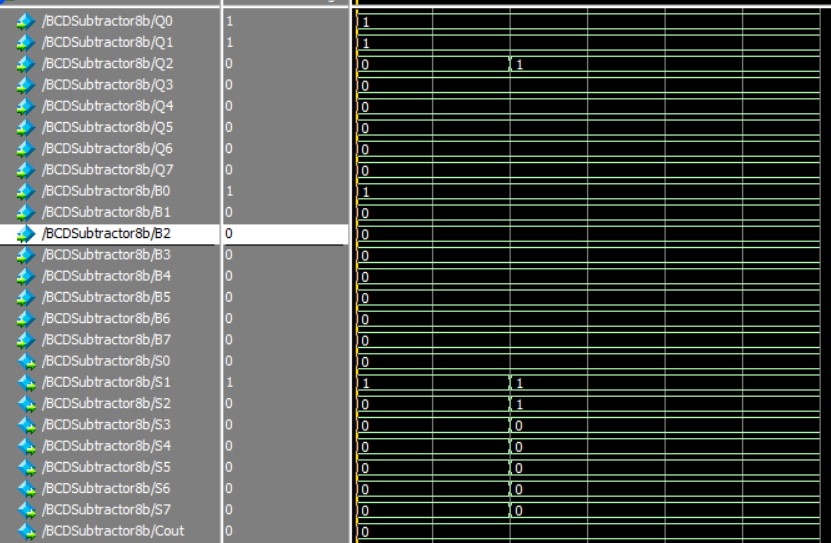 /BCDSubtractor8b/Q0 1 1
/BCDSubtractor8b/Q1 1 1
/BCDSubtractor8b/Q2 0 0 1
/BCDSubtractor8b/Q3 0 0
/BCDSubtractor8b/Q4 0 0
/BCDSubtractor8b/Q5 0 0
/BCDSubtractor8b/Q6 0 0
/BCDSubtractor8b/Q7 0 0
/BCDSubtractor8b/B0 1 1
/BCDSubtractor8b/B1 0 0
/BCDSubtractor8b/B2 0 0
/BCDSubtractor8b/B3 0 0
/BCDSubtractor8b/B4 0 0
/BCDSubtractor8b/B5 0 0
/BCDSubtractor8b/B6 0 0
/BCDSubtractor8b/B7 0 0
/BCDSubtractor8b/S0 0 0
/BCDSubtractor8b/S1 1 1 1
/BCDSubtractor8b/S2 0 0 1
/BCDSubtractor8b/S3 0 0 0
/BCDSubtractor8b/S4 0 0 0
/BCDSubtractor8b/S5 0 0 0
/BCDSubtractor8b/S6 0 0 0
/BCDSubtractor8b/S7 0 0 0
/BCDSubtractor8b/Cout 0 0